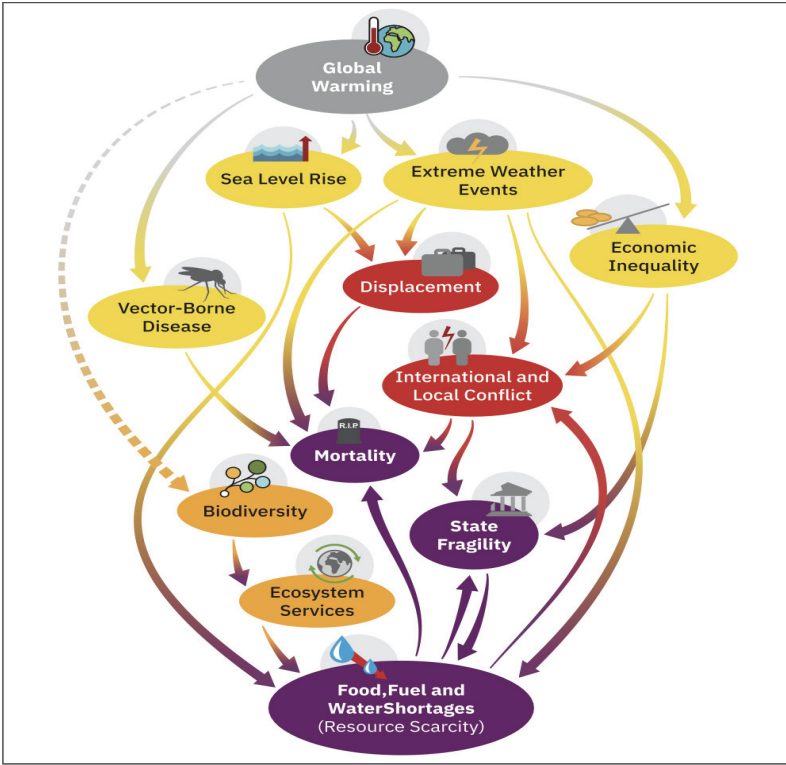 Global
Warming
Sea Level Rise
Extreme Weather
Events
Economic
Inequality
Displacement
Vector-Borne
Disease
International and
Local Conflict
R.I.P
Mortality
Biodiversity
State
Fragility
Ecosystem
Services
Food,Fuel and
WaterShortages
(Resource Scarcity)